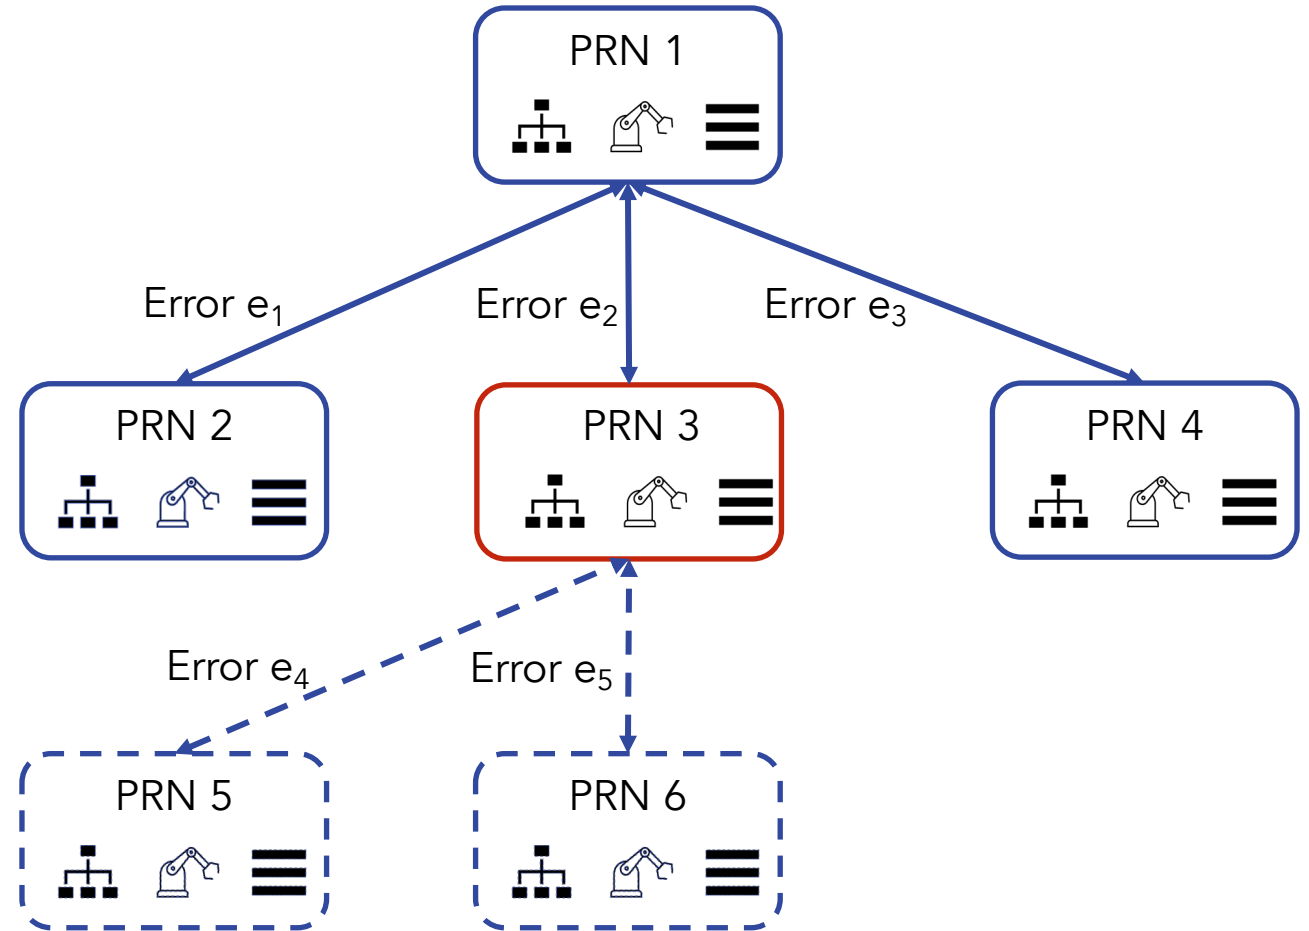 PRN 1
Error e₁
Error e₂
Error e₃
PRN 2
PRN 3
PRN 4
Error e₄
Error e₅
PRN 5
PRN 6